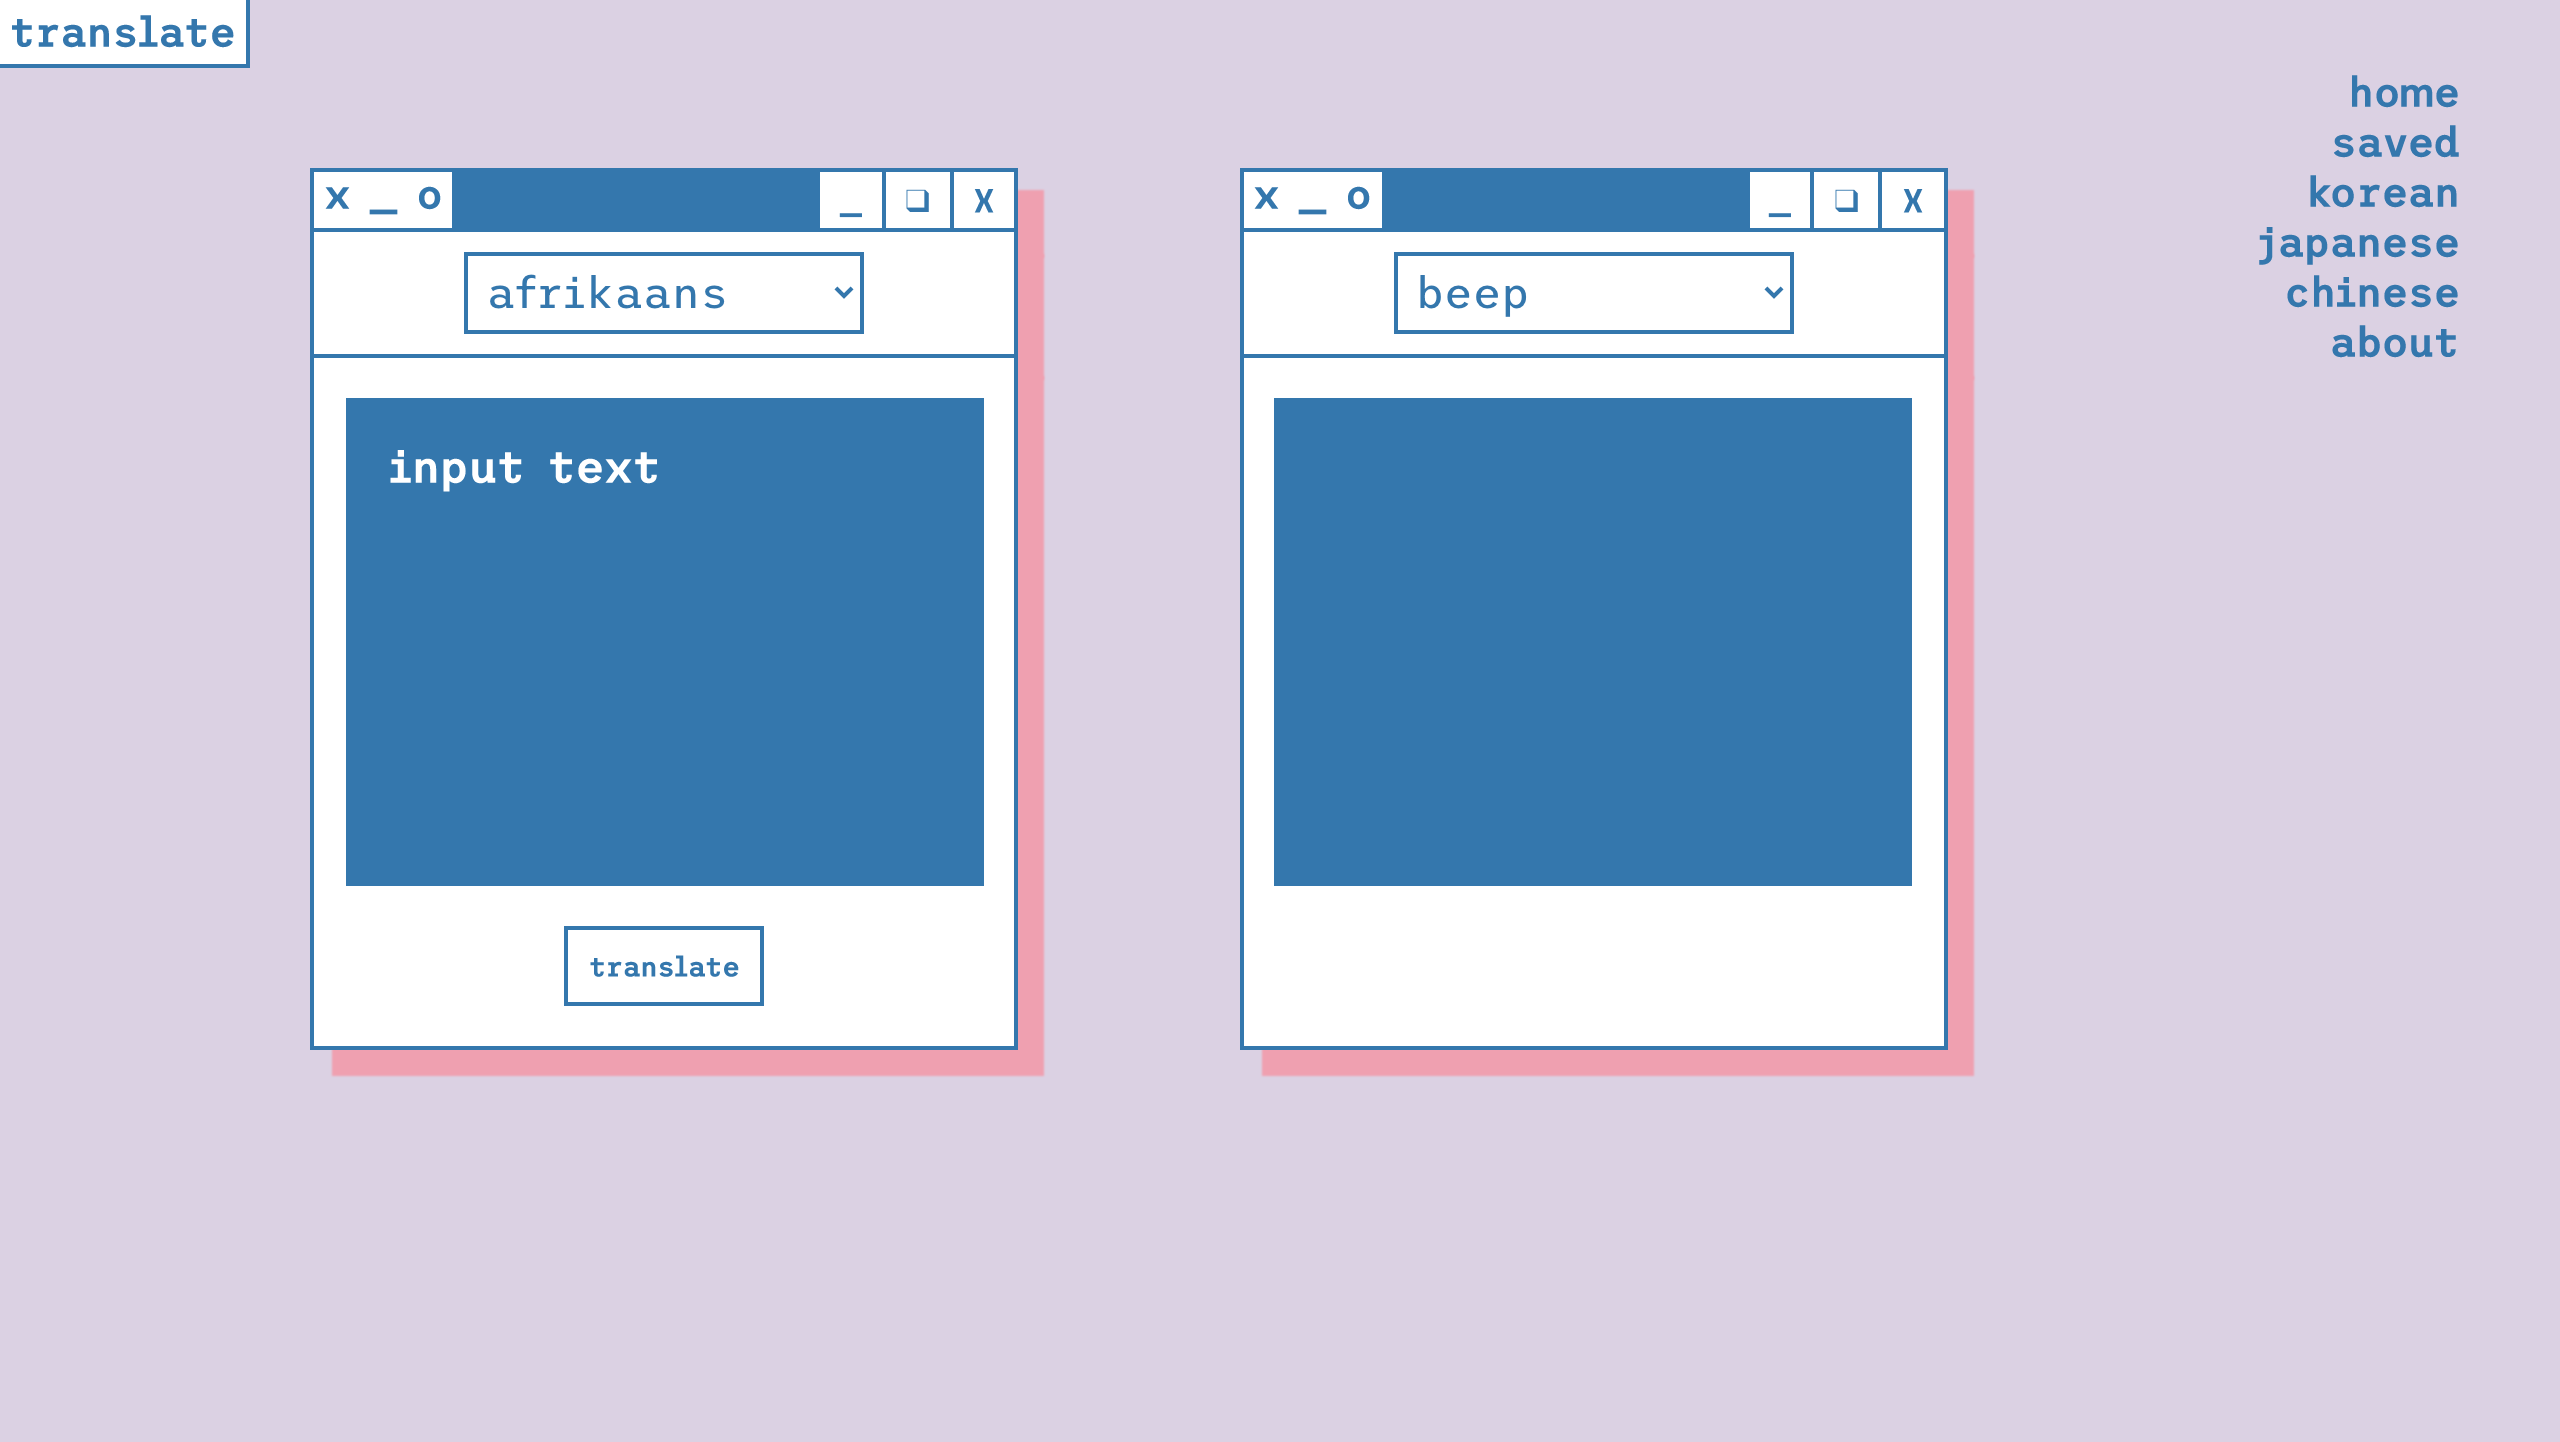 translate
home
saved
korean
japanese
chinese
about
x _ o
_ ❏ X
afrikaans
input text
translate
x _ o
_ ❏ X
beep